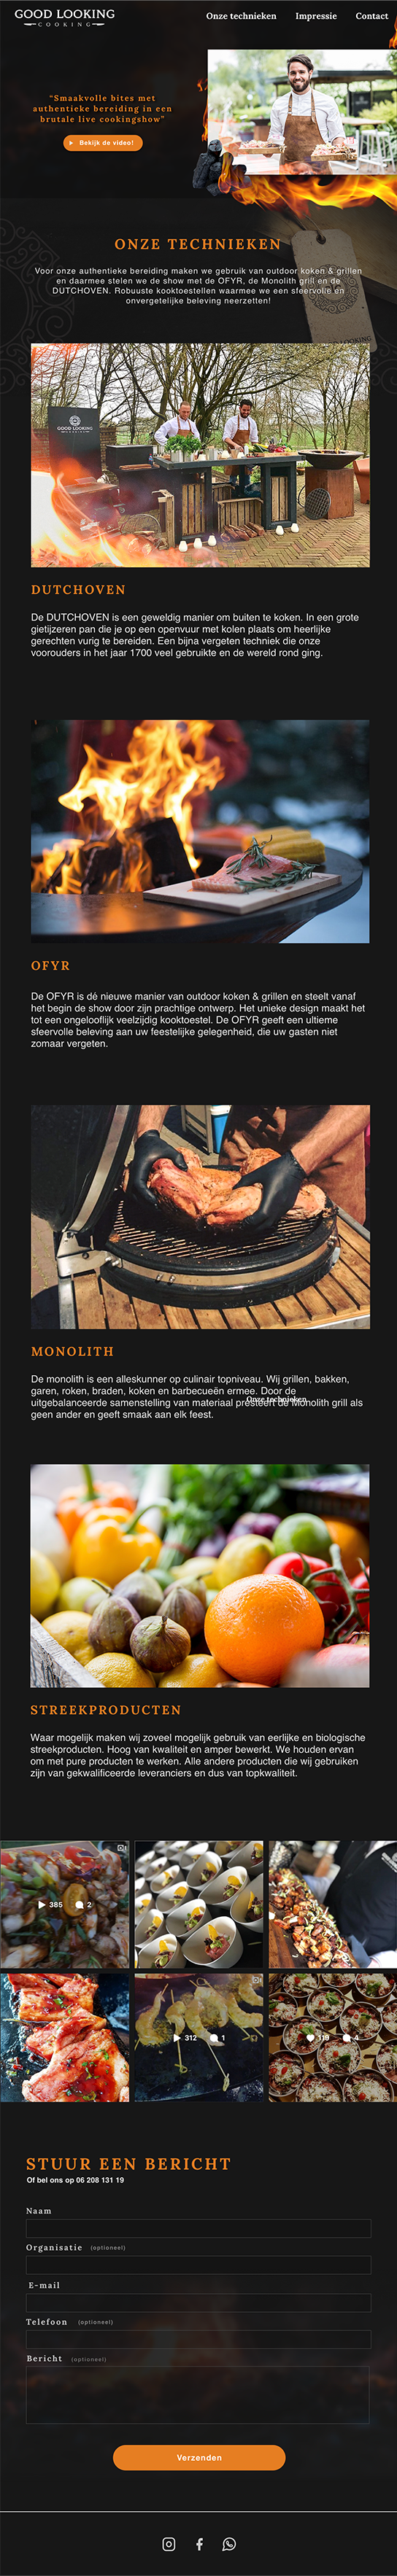 GOOD LOOKING
COOKING
Onze technieken Impressie Contact
“Smaakvolle bites met
authentieke bereiding in een
brutale live cookingshow”
Bekijk de video!
ONZE TECHNIEKEN
Voor onze authentieke bereiding maken we gebruik van outdoor koken & grillen
en daarmee stelen we de show met de OFYR, de Monolith grill en de
DUTCHOVEN. Robuuste kooktoestellen waarmee we een sfeervolle én
onvergetelijke beleving neerzetten!
GOOD LOOKING
DUTCHOVEN
De DUTCHOVEN is een geweldig manier om buiten te koken. In een grote
gietijzeren pan die je op een openvuur met kolen plaats om heerlijke
gerechten vurig te bereiden. Een bijna vergeten techniek die onze
voorouders in het jaar 1700 veel gebruikte en de wereld rond ging.
OFYR
De OFYR is dé nieuwe manier van outdoor koken & grillen en steelt vanaf
het begin de show door zijn prachtige ontwerp. Het unieke design maakt het
tot een ongelooflijk veelzijdig kooktoestel. De OFYR geeft een ultieme
sfeervolle beleving aan uw feestelijke gelegenheid, die uw gasten niet
zomaar vergeten.
MONOLITH
De monolith is een alleskunner op culinair topniveau. Wij grillen, bakken,
garen, roken, braden, koken en barbecueën ermee. Door de
Onze technieken
uitgebalanceerde samenstelling van materiaal presteert de Monolith grill als
geen ander en geeft smaak aan elk feest.
STREEKPRODUCTEN
Waar mogelijk maken wij zoveel mogelijk gebruik van eerlijke en biologische
streekproducten. Hoog van kwaliteit en amper bewerkt. We houden ervan
om met pure producten te werken. Alle andere producten die wij gebruiken
zijn van gekwalificeerde leveranciers en dus van topkwaliteit.
385 2
312 1
119 4
STUUR EEN BERICHT
Of bel ons op 06 208 131 19
Naam
Organisatie (optioneel)
E-mail
Telefoon (optioneel)
Bericht (optioneel)
Verzenden